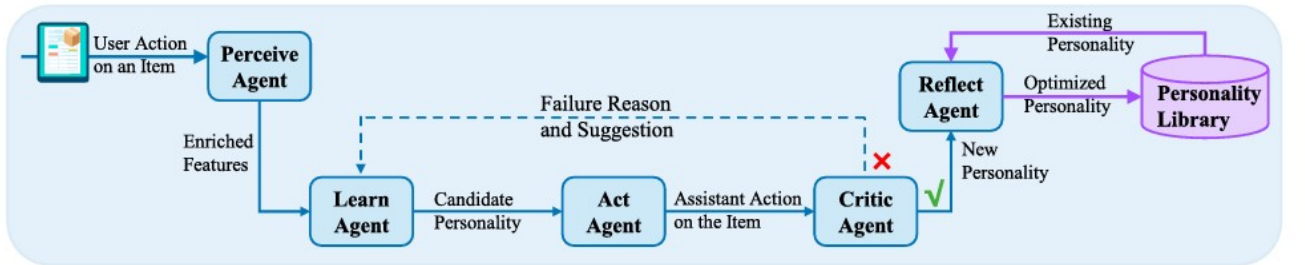 User Action
on an Item
Perceive
Agent
Enriched
Features
Learn
Agent
Candidate
Personality
Act
Agent
Assistant Action
on the Item
Critic
Agent
Failure Reason
and Suggestion
New
Personality
Reflect
Agent
Existing
Personality
Optimized
Personality
Personality
Library